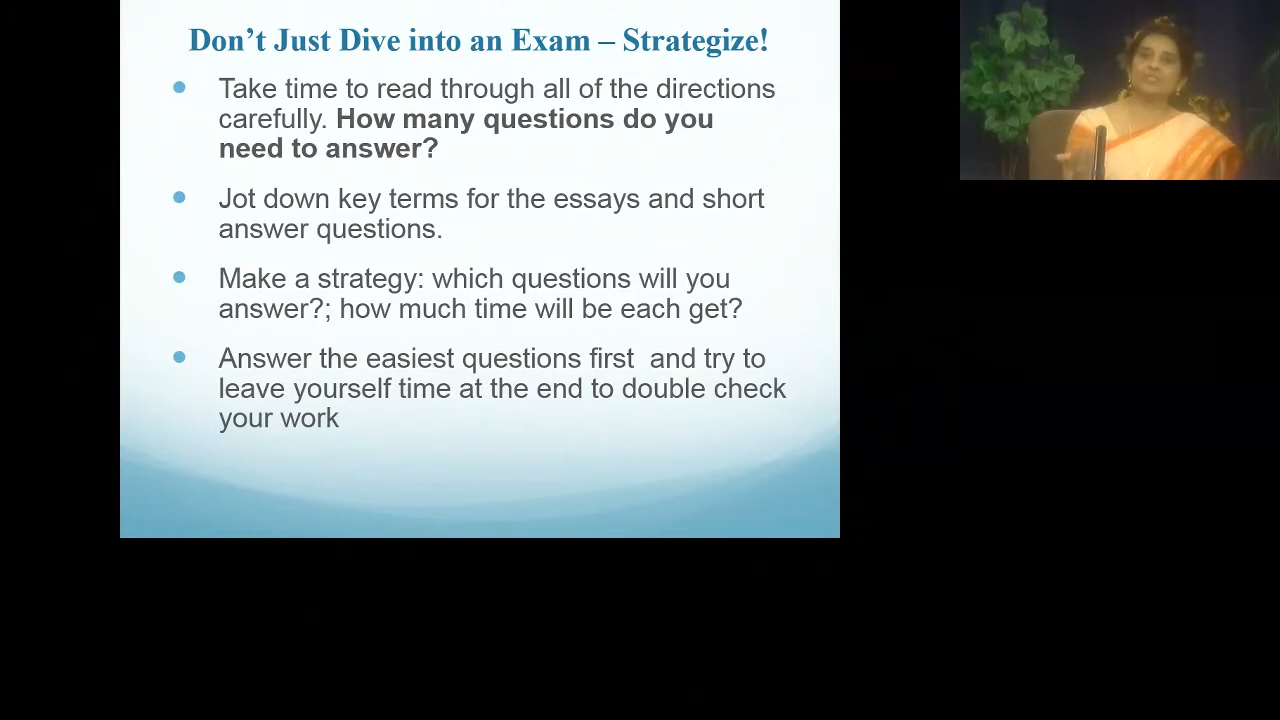 Don’t Just Dive into an Exam – Strategize!
Take time to read through all of the directions
carefully. How many questions do you
need to answer?
Jot down key terms for the essays and short
answer questions.
Make a strategy: which questions will you
answer?; how much time will be each get?
Answer the easiest questions first  and try to
leave yourself time at the end to double check
your work